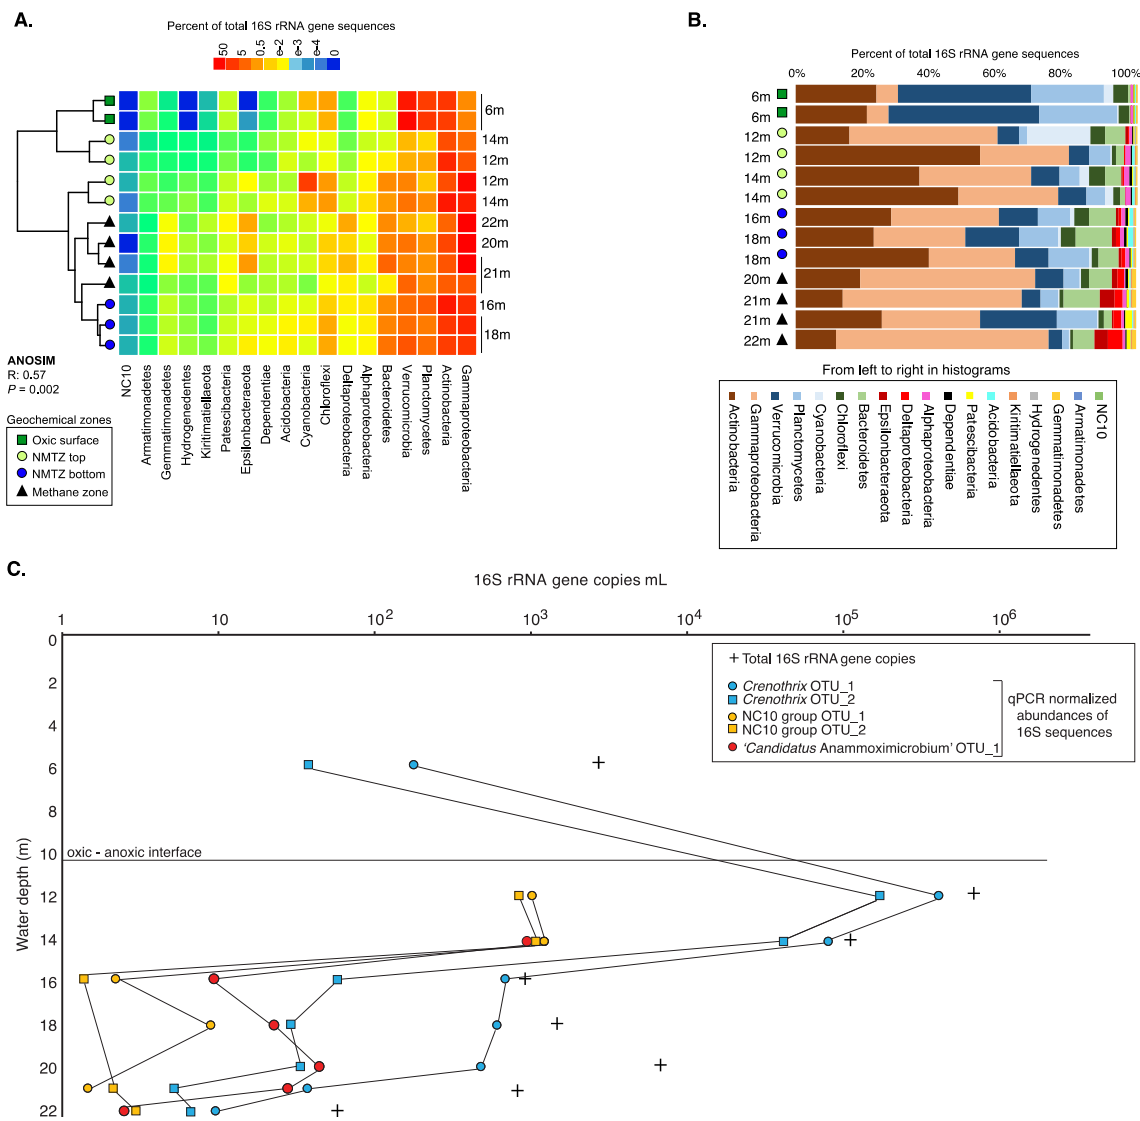 A.
Percent of total 16S rRNA gene sequences
50
5
0.5
e-2
e-3
e-4
0
6m
14m
12m
12m
14m
22m
20m
21m
16m
18m
ANOSIM
R: 0.57
P = 0.002
NC10
Armatimonadetes
Gemmatimonadetes
Hydrogenedentes
Kiritimatiellaeota
Patescibacteria
Epsilonbacteraeota
Dependentiae
Acidobacteria
Cyanobacteria
Chloroflexi
Deltaproteobacteria
Alphaproteobacteria
Bacteroidetes
Verrucomicrobia
Planctomycetes
Actinobacteria
Gammaproteobacteria
Geochemical zones
Oxic surface
NMTZ top
NMTZ bottom
Methane zone
B.
Percent of total 16S rRNA gene sequences
0% 20% 40% 60% 80% 100%
6m
6m
12m
12m
14m
14m
16m
18m
18m
20m
21m
21m
22m
From left to right in histograms
Actinobacteria
Gammaproteobacteria
Verrucomicrobia
Planctomycetes
Cyanobacteria
Chloroflexi
Bacteroidetes
Epsilonbacteraeota
Deltaproteobacteria
Alphaproteobacteria
Dependentiae
Patescibacteria
Acidobacteria
Kiritimatiellaeota
Hydrogenedentes
Gemmatimonadetes
Armatimonadetes
NC10
C.
16S rRNA gene copies mL
1 10 10² 10³ 10⁴ 10⁵ 10⁶
0
2
4
6
8
10
12
14
16
18
20
22
Water depth (m)
oxic - anoxic interface
+ Total 16S rRNA gene copies
Crenothrix OTU_1
Crenothrix OTU_2
NC10 group OTU_1
NC10 group OTU_2
'Candidatus Anammoximicrobium' OTU_1
qPCR normalized
abundances of
16S sequences